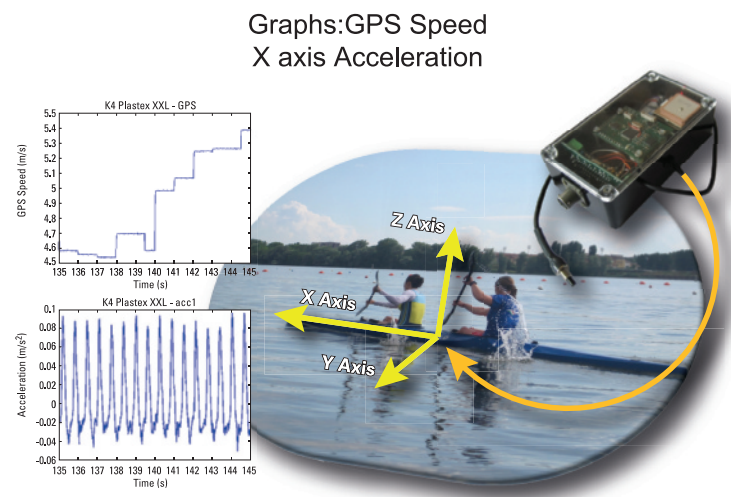 Graphs:GPS Speed
X axis Acceleration
K4 Plastex XXL - GPS
5.5
5.4
5.3
5.2
5.1
5
4.9
4.8
4.7
4.6
4.5
GPS Speed (m/s)
135 136 137 138 139 140 141 142 143 144 145
Time (s)
K4 Plastex XXL - acc1
0.1
0.08
0.06
0.04
0.02
0
-0.02
-0.04
-0.06
Acceleration (m/s²)
135 136 137 138 139 140 141 142 143 144 145
Time (s)
Z Axis
X Axis
Y Axis